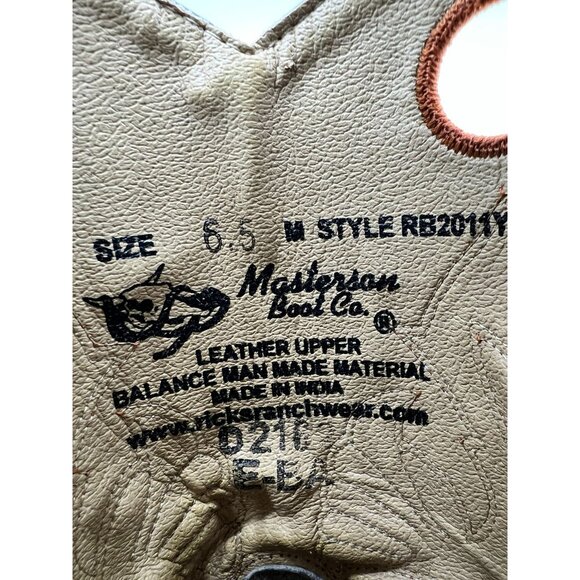 SIZE 6.5 M STYLE RB2011Y
Masterson
Boot Co.®
LEATHER UPPER
BALANCE MAN MADE MATERIAL
MADE IN INDIA
www.ricksranchwear.com